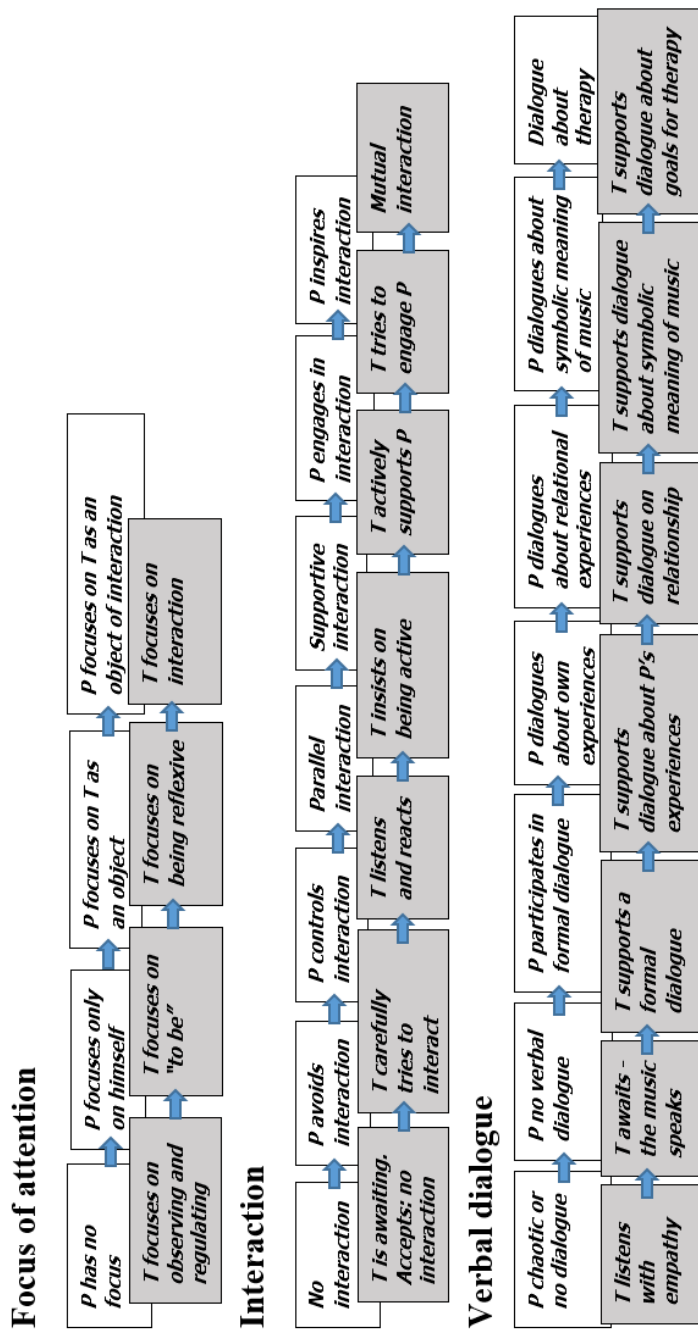 Focus of attention
P has no
focus
P focuses only
on himself
P focuses on T as
an object
P focuses on T as an
object of interaction
T focuses on
observing and
regulating
T focuses on
“to be”
T focuses on
being reflexive
T focuses on
interaction
Interaction
No
interaction
P avoids
interaction
P controls
interaction
Parallel
interaction
Supportive
interaction
P engages in
interaction
P inspires
interaction
T is awaiting.
Accepts: no
interaction
T carefully
tries to
interact
T listens
and reacts
T insists on
being active
T actively
supports P
T tries to
engage P
Mutual
interaction
Verbal dialogue
P chaotic or
no dialogue
P no verbal
dialogue
P participates in
formal dialogue
P dialogues
about own
experiences
P dialogues
about relational
experiences
P dialogues about
symbolic meaning
of music
Dialogue
about
therapy
T listens
with
empathy
T awaits -
the music
speaks
T supports a
formal
dialogue
T supports
dialogue about P’s
experiences
T supports
dialogue on
relationship
T supports dialogue
about symbolic
meaning of music
T supports
dialogue about
goals for therapy